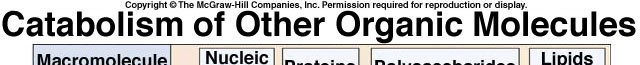 Copyright © The McGraw-Hill Companies, Inc. Permission required for reproduction or display.
Catabolism of Other Organic Molecules
Macromolecule Nucleic Proteins Polysaccharides Lipids